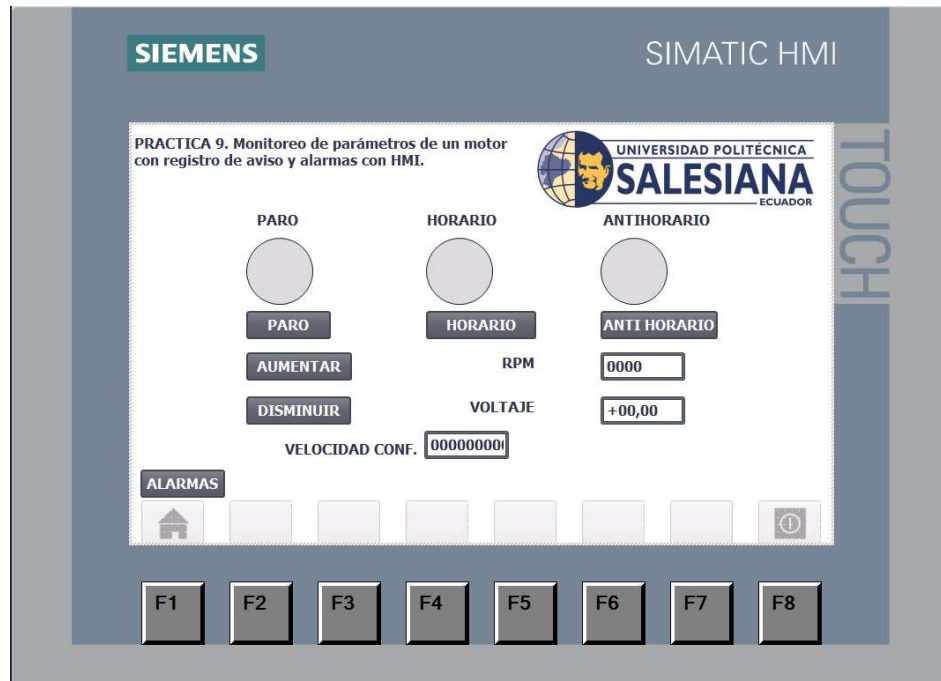 SIEMENS
SIMATIC HMI
TOUCH
PRACTICA 9. Monitoreo de parámetros de un motor
con registro de aviso y alarmas con HMI.
UNIVERSIDAD POLITÉCNICA
SALESIANA
ECUADOR
PARO HORARIO ANTIHORARIO
PARO HORARIO ANTI HORARIO
AUMENTAR RPM 0000
DISMINUIR VOLTAJE +00,00
VELOCIDAD CONF. 000000000
ALARMAS
F1 F2 F3 F4 F5 F6 F7 F8